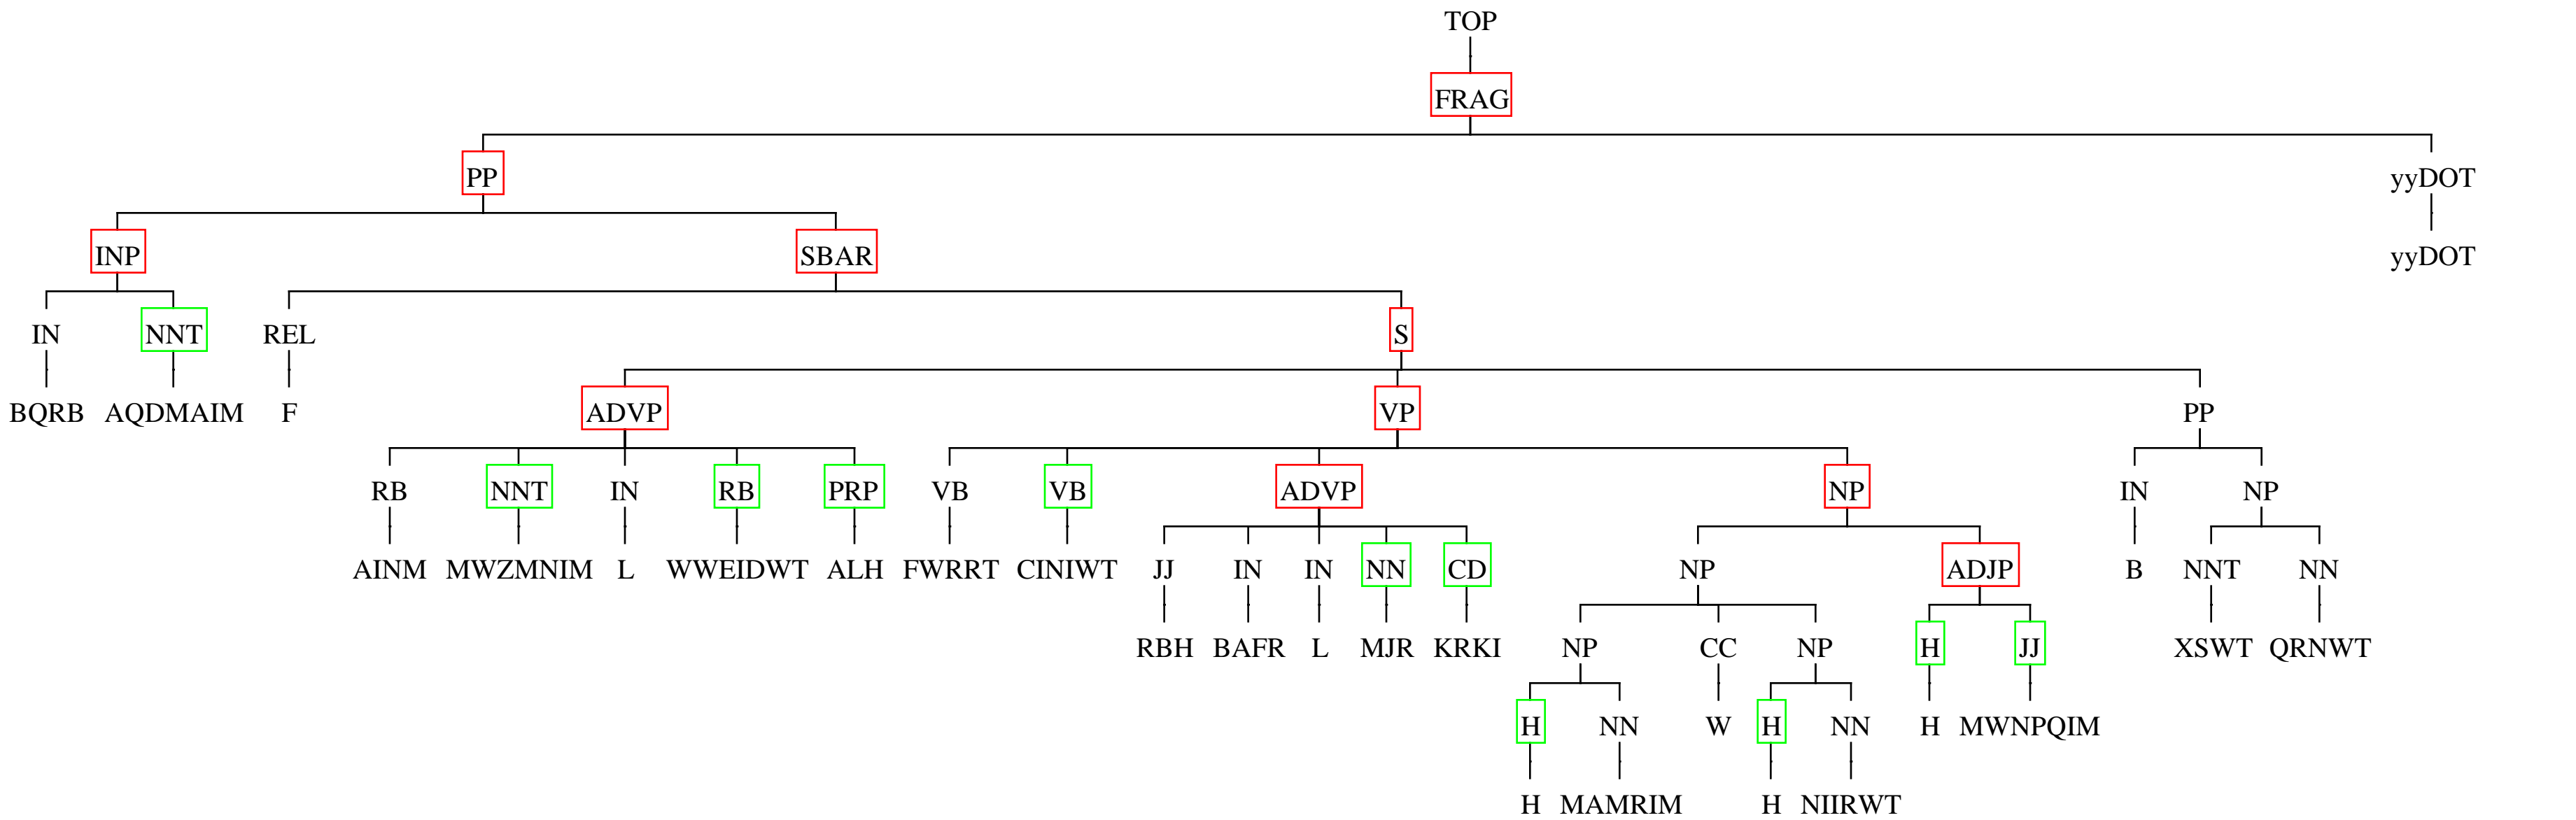 TOP
FRAG
PP yyDOT
INP SBAR yyDOT
IN NNT REL S
BQRB AQDMAIM F ADVP VP PP
RB NNT IN RB PRP VB VB ADVP NP IN NP
AINM MWZMNIM L WWEIDWT ALH FWRRT CINIWT JJ IN IN NN CD NP ADJP B NNT NN
RBH BAFR L MJR KRKI NP CC NP H JJ XSWT QRNWT
H NN W H NN H MWNPQIM
H MAMRIM H NIIRWT